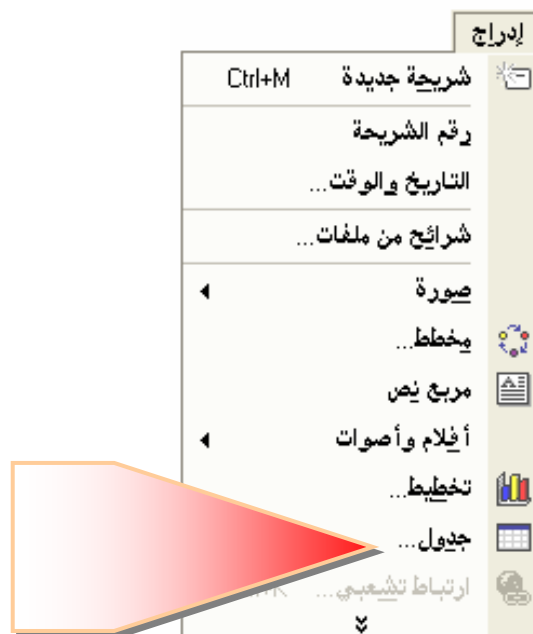 إدراج
شريحة جديدة Ctrl+M
رقم الشريحة
التاريخ والوقت...
شرائح من ملفات...
صورة
مخطط...
مربع نص
أفلام وأصوات
تخطيط...
جدول...
ارتباط تشعبي...